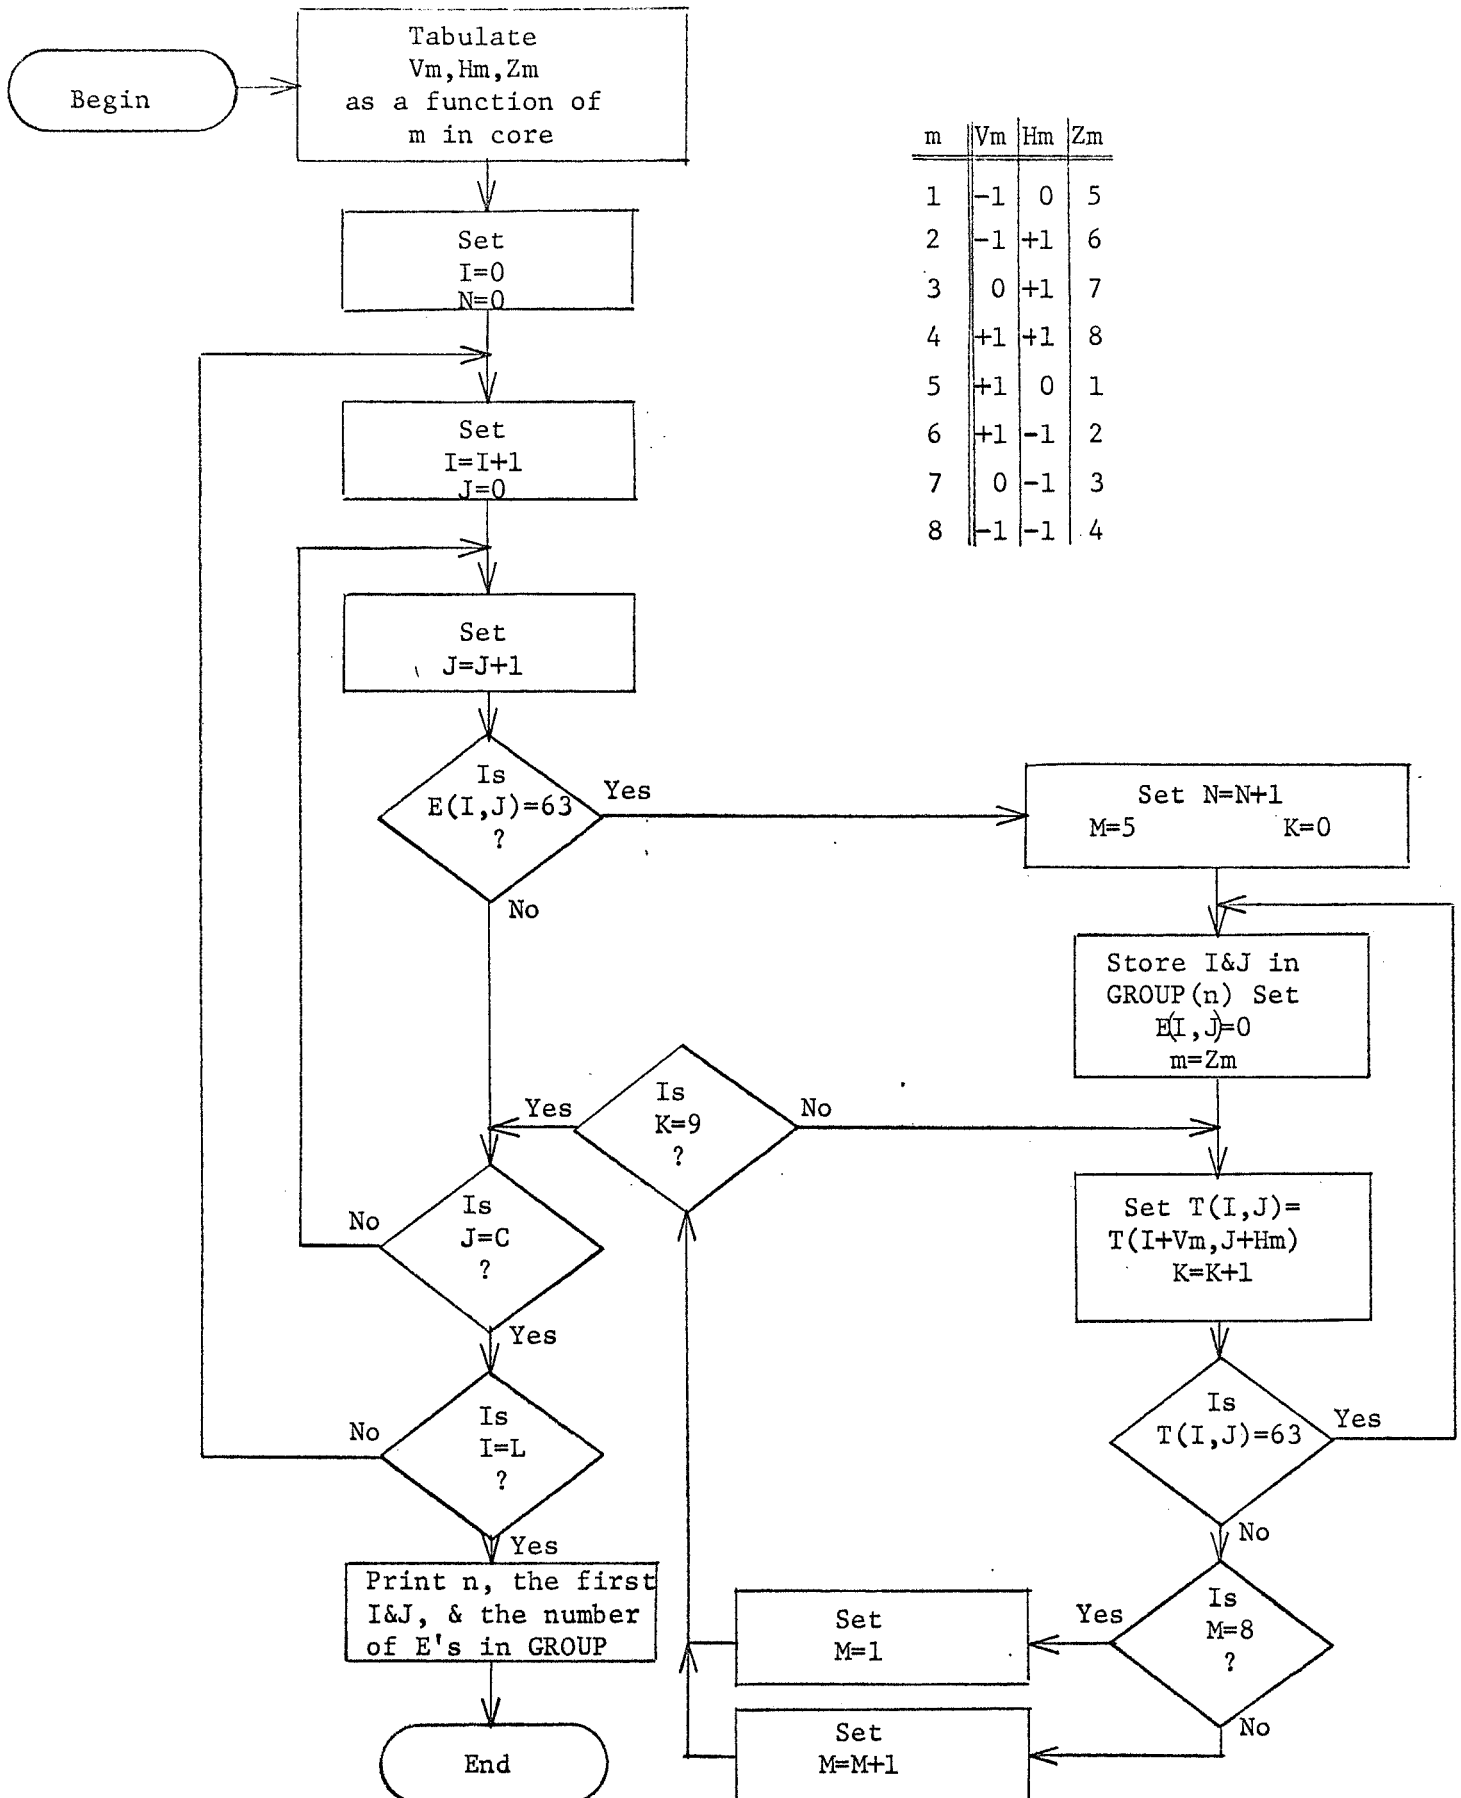 Begin
Tabulate
Vm,Hm,Zm
as a function of
m in core
m Vm Hm Zm
1 -1 0 5
2 -1 +1 6
3 0 +1 7
4 +1 +1 8
5 +1 0 1
6 +1 -1 2
7 0 -1 3
8 -1 -1 4
Set
I=0
N=0
Set
I=I+1
J=0
Set
J=J+1
Is
E(I,J)=63
?
Yes
No
Set N=N+1
M=5 K=0
Store I&J in
GROUP(n) Set
E(I,J)=0
m=Zm
Is
K=9
?
Yes
No
Set T(I,J)=
T(I+Vm,J+Hm)
K=K+1
Is
J=C
?
No
Yes
Is
T(I,J)=63
Yes
No
Is
I=L
?
No
Yes
Is
M=8
?
Yes
No
Set
M=1
Set
M=M+1
Print n, the first
I&J, & the number
of E's in GROUP
End